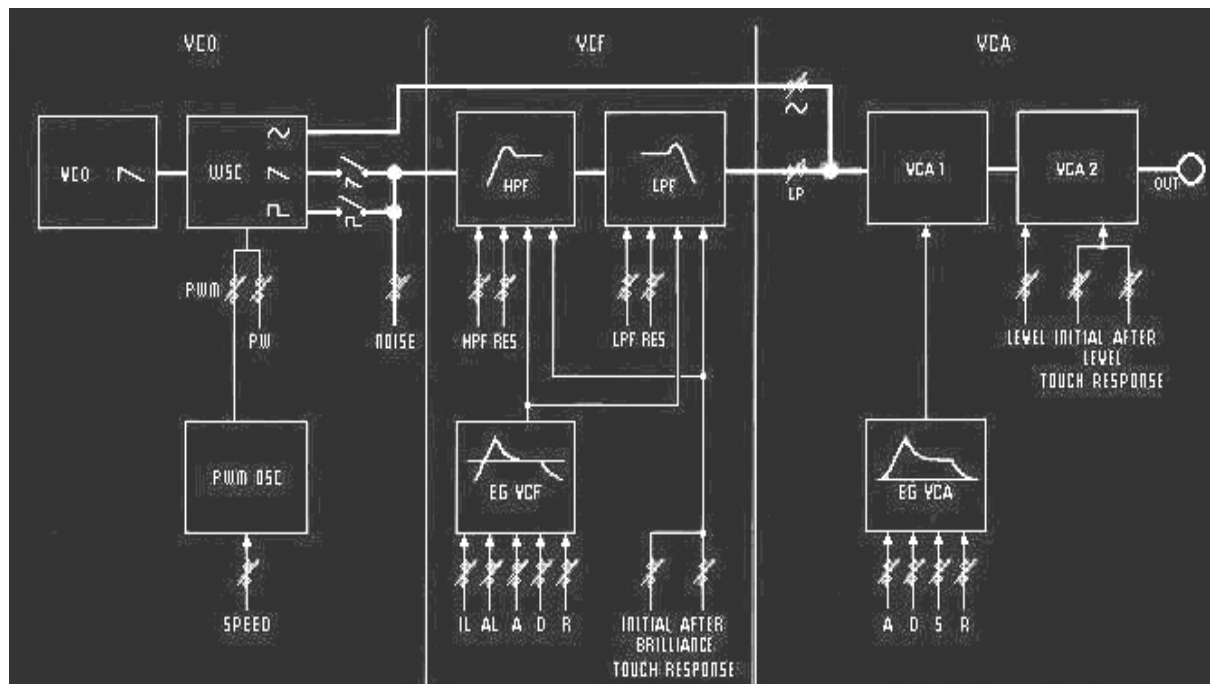 VCO
VCF
VCA
VCO
WSC
HPF
LPF
LP
VCA 1
VCA 2
OUT
PWM
PW
NOISE
HPF RES
LPF RES
LEVEL INITIAL AFTER
LEVEL
TOUCH RESPONSE
PWM OSC
EG VCF
EG VCA
SPEED
IL AL A D R
INITIAL AFTER
BRILLIANCE
TOUCH RESPONSE
A D S R